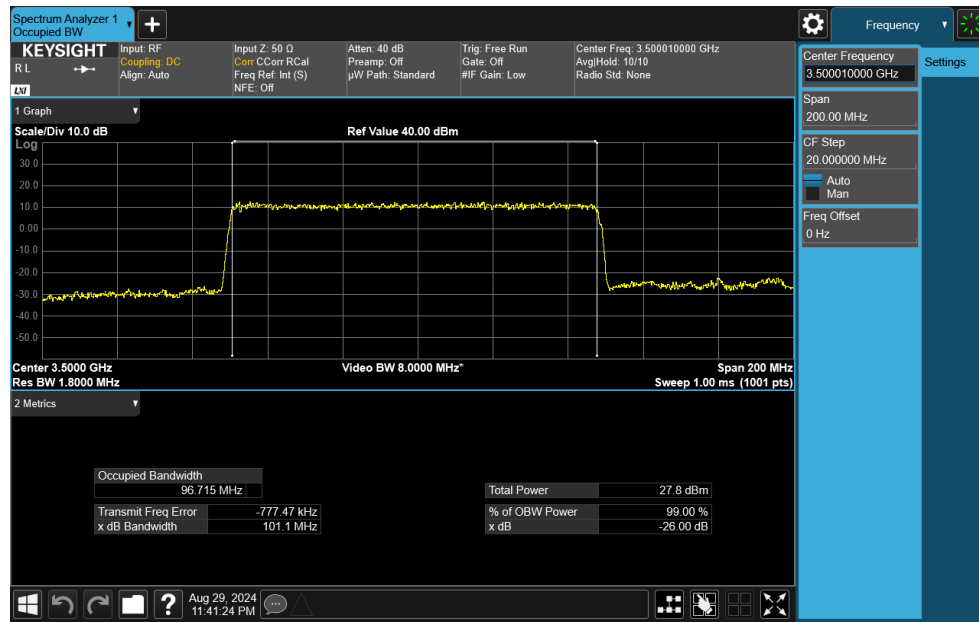 Spectrum Analyzer 1
Occupied BW
Frequency
KEYSIGHT
R L
LXI
Input: RF
Coupling: DC
Align: Auto
Input Z: 50 Ω
Corr CCorr RCal
Freq Ref: Int (S)
NFE: Off
Atten: 40 dB
Preamp: Off
µW Path: Standard
Trig: Free Run
Gate: Off
#IF Gain: Low
Center Freq: 3.500010000 GHz
Avg|Hold: 10/10
Radio Std: None
Center Frequency
3.500010000 GHz
Settings
Span
200.00 MHz
CF Step
20.000000 MHz
Auto
Man
Freq Offset
0 Hz
1 Graph
Scale/Div 10.0 dB
Ref Value 40.00 dBm
Log
30.0
20.0
10.0
0.00
-10.0
-20.0
-30.0
-40.0
-50.0
Center 3.5000 GHz
Video BW 8.0000 MHz*
Span 200 MHz
Res BW 1.8000 MHz
Sweep 1.00 ms (1001 pts)
2 Metrics
Occupied Bandwidth
96.715 MHz
Total Power 27.8 dBm
Transmit Freq Error -777.47 kHz
% of OBW Power 99.00 %
x dB Bandwidth 101.1 MHz
x dB -26.00 dB
?
Aug 29, 2024
11:41:24 PM